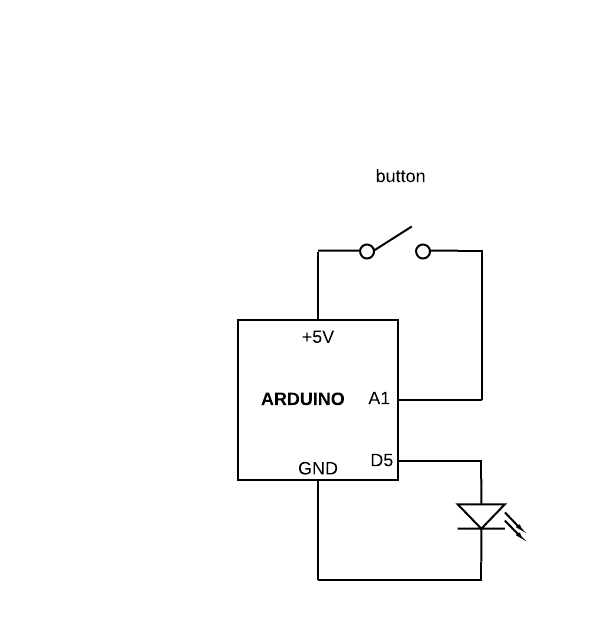 button
+5V
ARDUINO
A1
D5
GND